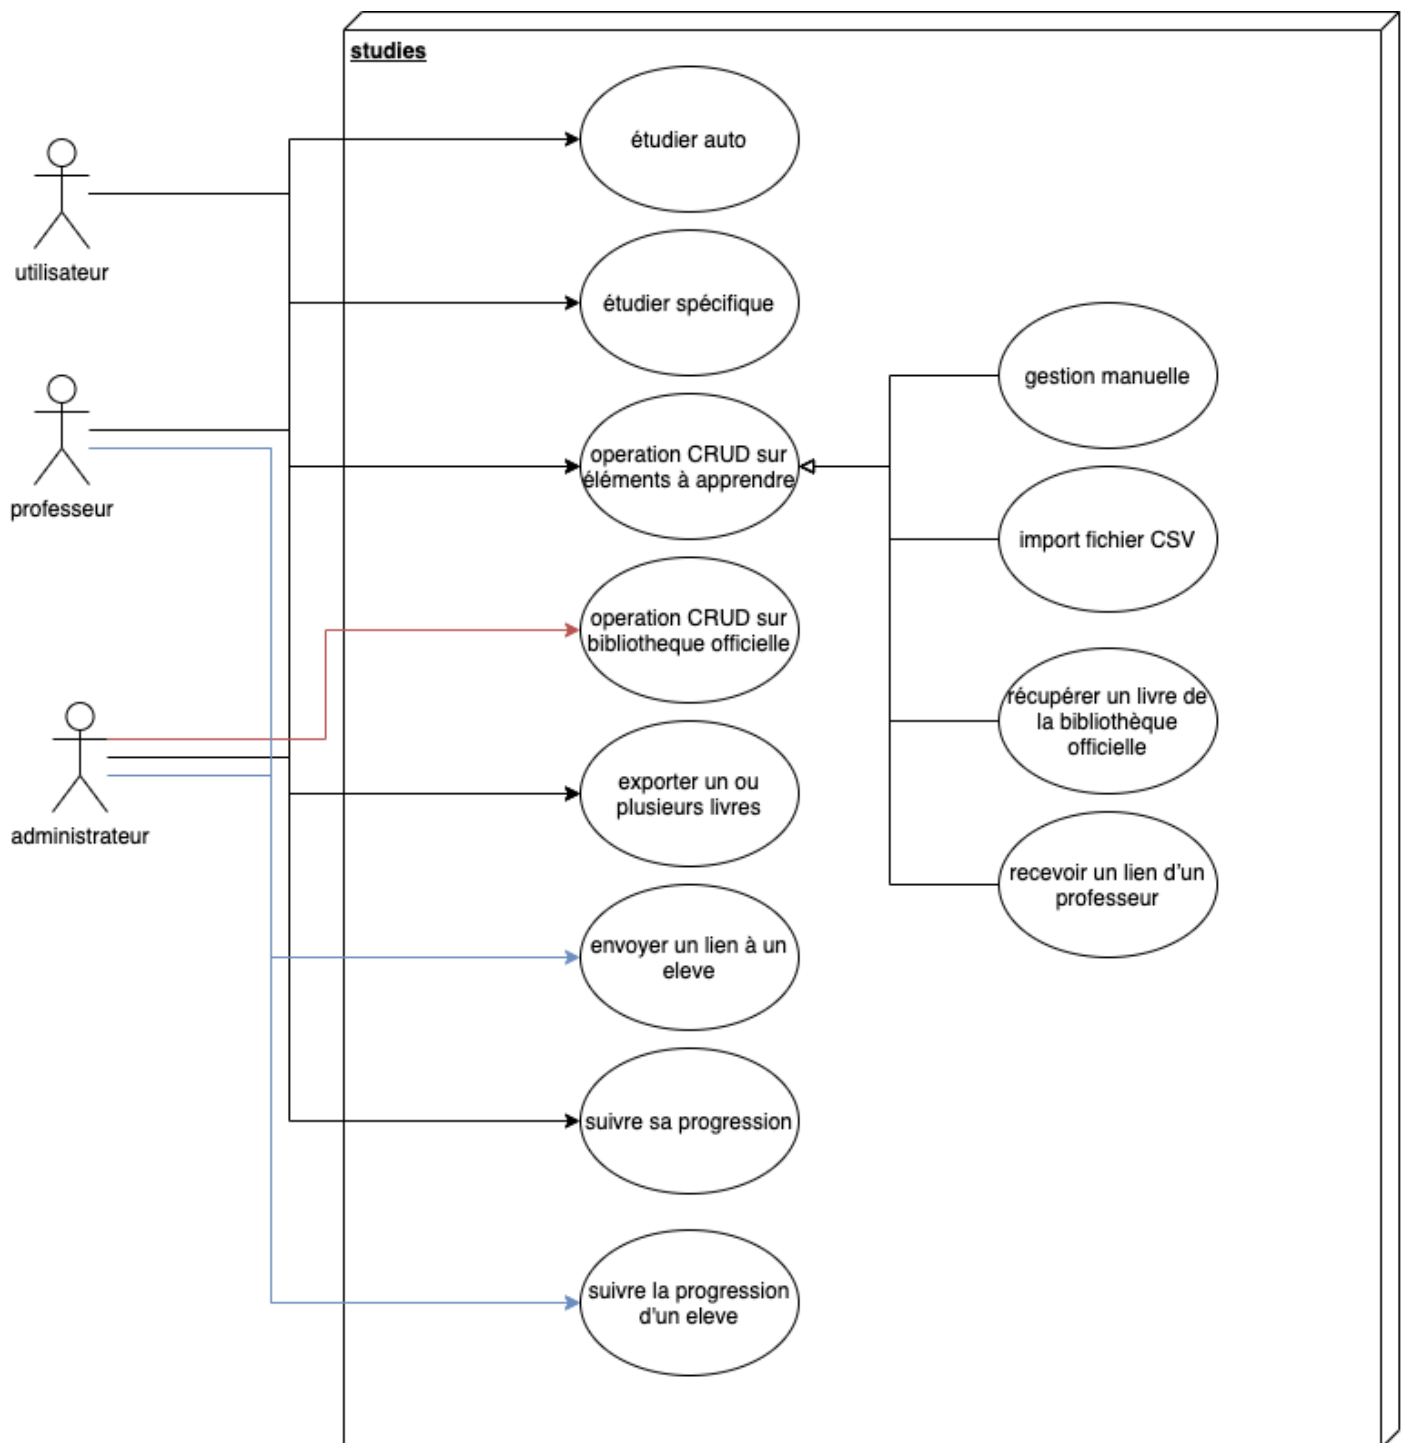 studies
étudier auto
utilisateur
étudier spécifique
gestion manuelle
professeur
operation CRUD sur
éléments à apprendre
import fichier CSV
operation CRUD sur
bibliotheque officielle
récupérer un livre de
la bibliothèque
officielle
administrateur
exporter un ou
plusieurs livres
recevoir un lien d'un
professeur
envoyer un lien à un
eleve
suivre sa progression
suivre la progression
d'un eleve